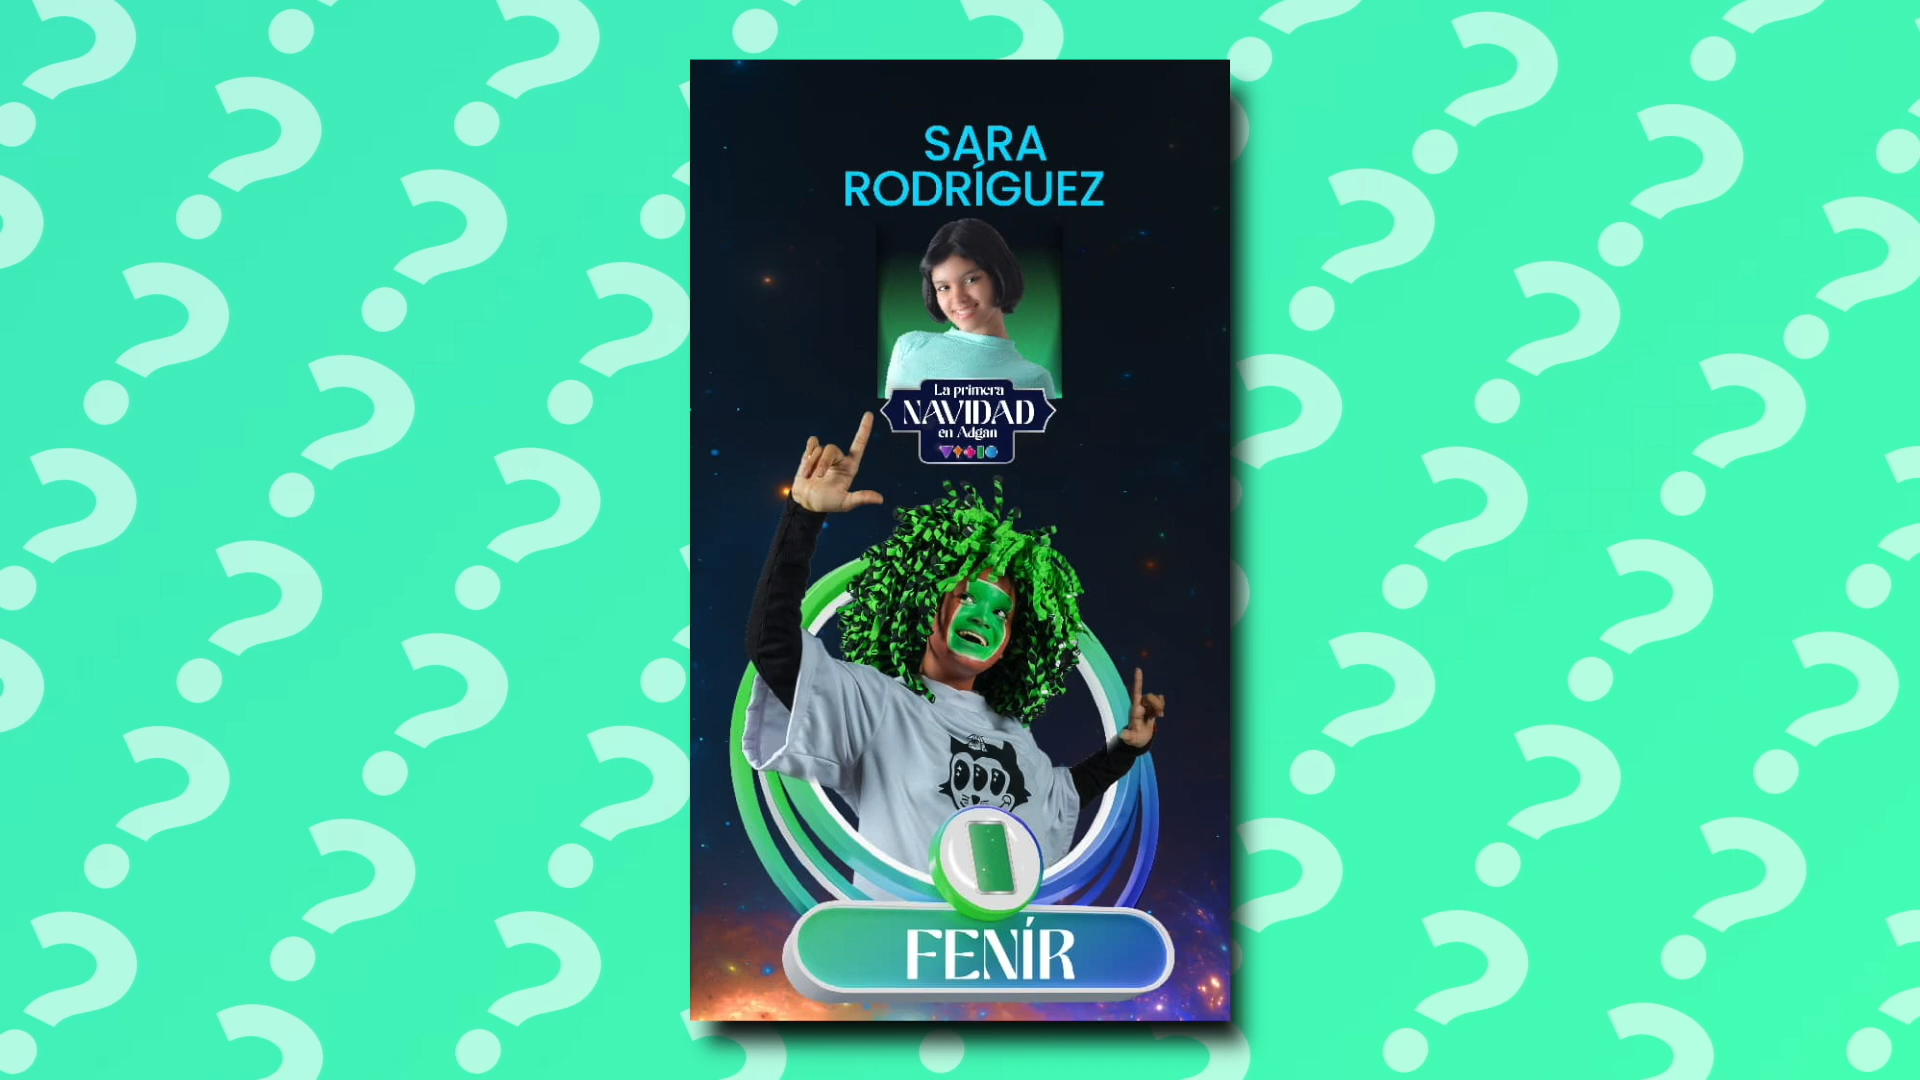 SARA
RODRÍGUEZ
La primera
NAVIDAD
en Adgan
FENÍR